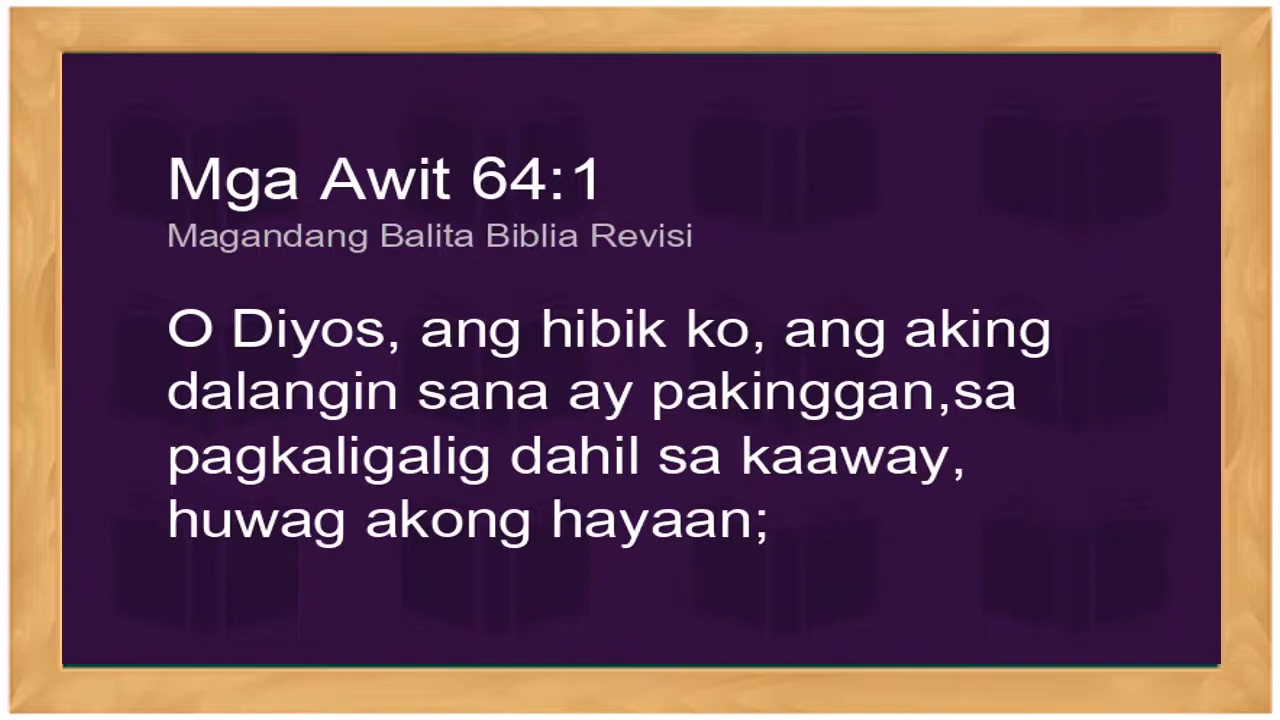 Mga Awit 64:1
Magandang Balita Biblia Revisi
O Diyos, ang hibik ko, ang aking
dalangin sana ay pakinggan,sa
pagkaligalig dahil sa kaaway,
huwag akong hayaan;